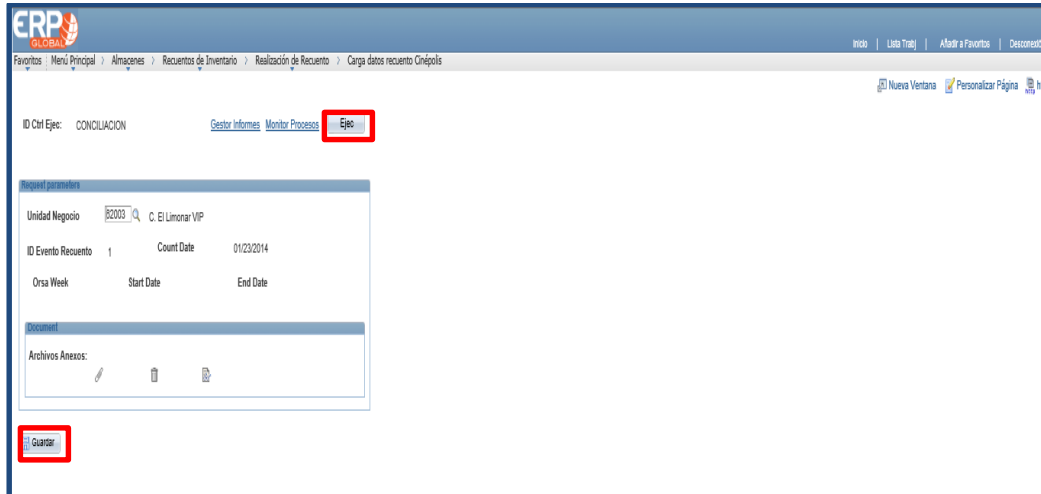 ERP
GLOBAL
Inicio | Lista Trabj | Añadir a Favoritos | Desconexió
Favoritos Menú Principal > Almacenes > Recuentos de Inventario > Realización de Recuento > Carga datos recuento Cinépolis
Nueva Ventana Personalizar Página h
http
ID Ctrl Ejec: CONCILIACION Gestor Informes Monitor Procesos Ejec
Request parameters
Unidad Negocio 62003 C. El Limonar VIP
ID Evento Recuento 1 Count Date 01/23/2014
Orsa Week Start Date End Date
Document
Archivos Anexos:
Guardar